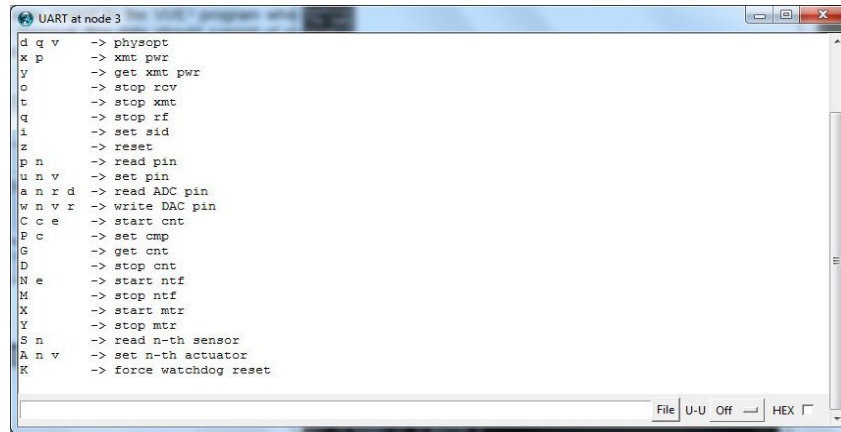 UART at node 3
d q v -> physopt
x p -> xmt pwr
y -> get xmt pwr
o -> stop rcv
t -> stop xmt
q -> stop rf
i -> set sid
z -> reset
p n -> read pin
u n v -> set pin
a n r d -> read ADC pin
w n v r -> write DAC pin
C c e -> start cnt
P c -> set cmp
G -> get cnt
D -> stop cnt
N e -> start ntf
M -> stop ntf
X -> start mtr
Y -> stop mtr
S n -> read n-th sensor
A n v -> set n-th actuator
K -> force watchdog reset
File U-U Off HEX